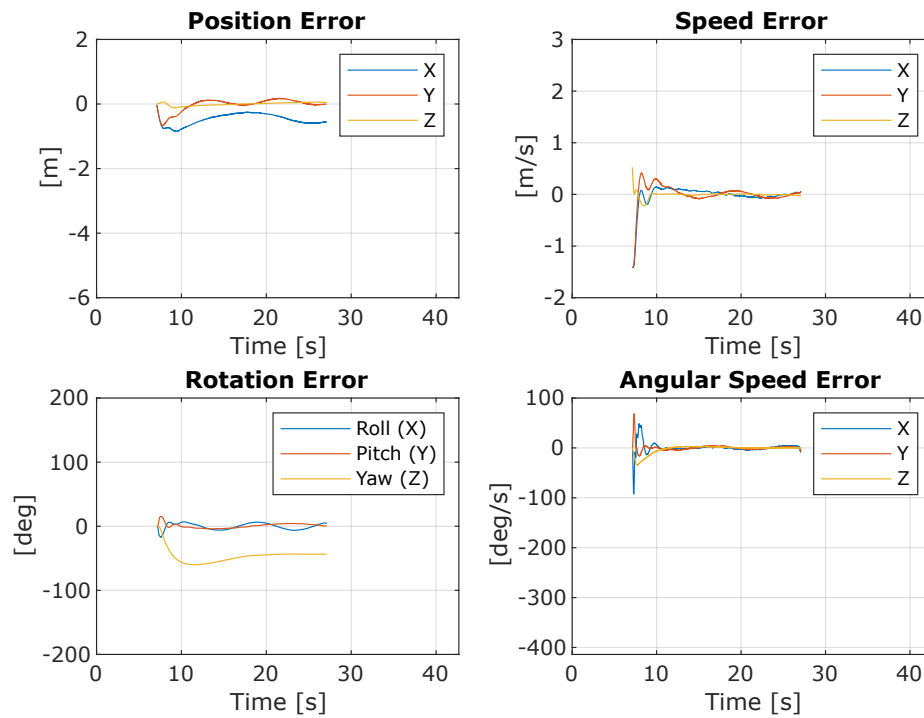 Position Error
2
0
-2
-4
-6
[m]
0 10 20 30 40
Time [s]
X
Y
Z
Speed Error
3
2
1
0
-1
-2
[m/s]
0 10 20 30 40
Time [s]
X
Y
Z
Rotation Error
200
100
0
-100
-200
[deg]
0 10 20 30 40
Time [s]
Roll (X)
Pitch (Y)
Yaw (Z)
Angular Speed Error
100
0
-100
-200
-300
-400
[deg/s]
0 10 20 30 40
Time [s]
X
Y
Z